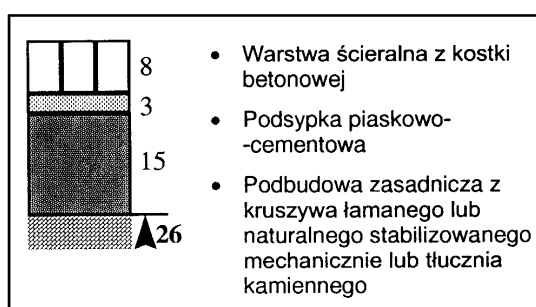 8
3
15
26
• Warstwa ścieralna z kostki
betonowej
• Podsypka piaskowo-
-cementowa
• Podbudowa zasadnicza z
kruszywa łamanego lub
naturalnego stabilizowanego
mechanicznie lub tłucznia
kamiennego